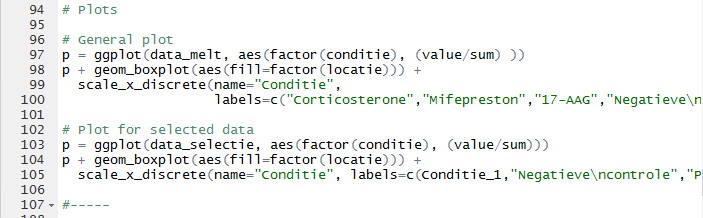 94 # Plots
95
96 # General plot
97 p = ggplot(data_melt, aes(factor(conditie), (value/sum) ))
98 p + geom_boxplot(aes(fill=factor(locatie))) +
99 scale_x_discrete(name="Conditie",
100 labels=c("Corticosterone","Mifepreston","17-AAG","Negatieve\n
101
102 # Plot for selected data
103 p = ggplot(data_selectie, aes(factor(conditie), (value/sum)))
104 p + geom_boxplot(aes(fill=factor(locatie))) +
105 scale_x_discrete(name="Conditie", labels=c(Conditie_1,"Negatieve\ncontrole","P
106
107 #-----